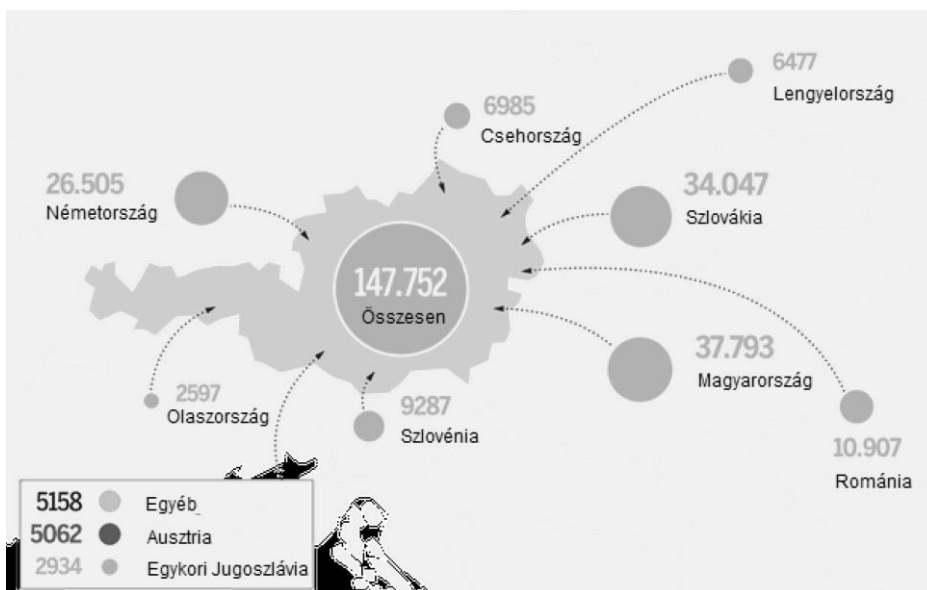 6477
Lengyelország
6985
Csehország
26.505
Németország
34.047
Szlovákia
147.752
Összesen
37.793
Magyarország
2597
Olaszország
9287
Szlovénia
10.907
Románia
5158 Egyéb
5062 Ausztria
2934 Egykori Jugoszlávia